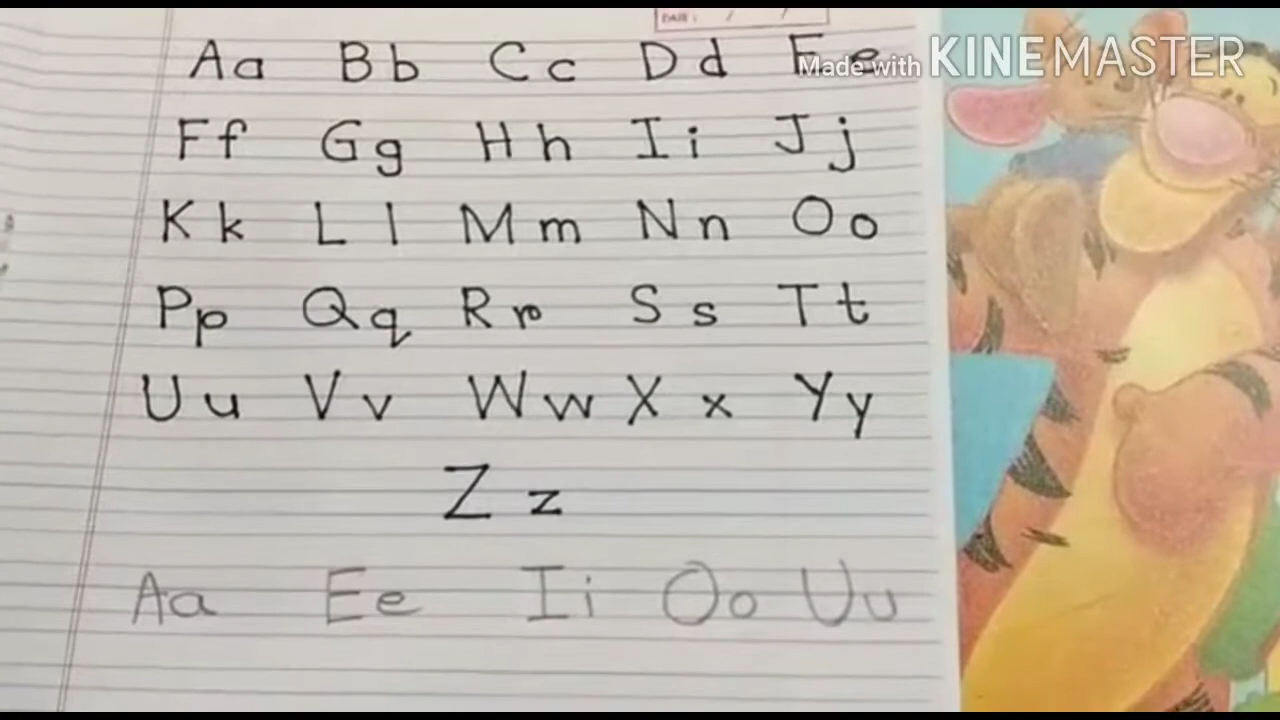 DATE : / /
Aa Bb Cc Dd Ee
Made with KINEMASTER
Ff Gg Hh Ii Jj
Kk Ll Mm Nn Oo
Pp Qq Rr Ss Tt
Uu Vv Ww Xx Yy
Zz
Aa Ee Ii Oo Uu